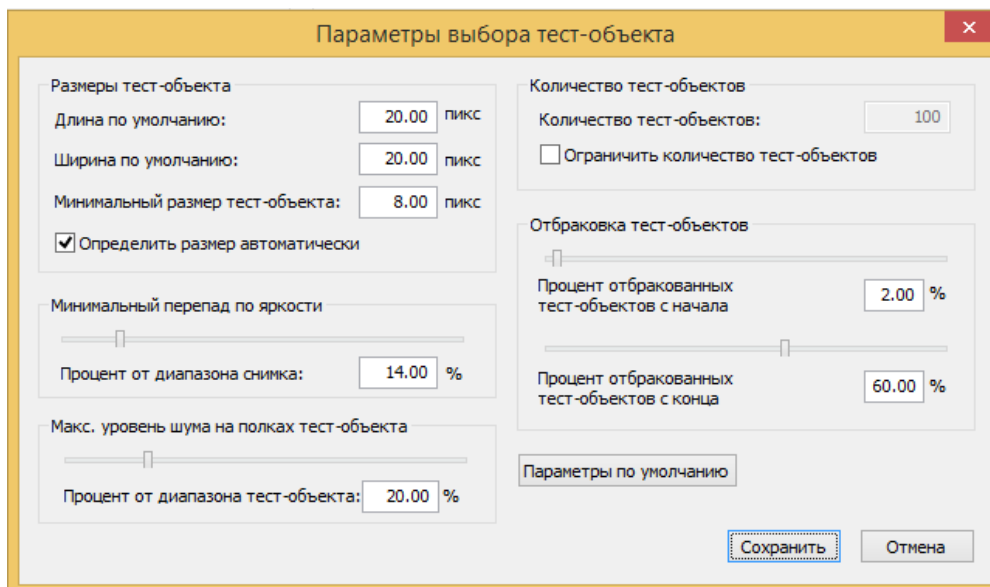 Параметры выбора тест-объекта
Размеры тест-объекта
Длина по умолчанию: 20.00 пикс
Ширина по умолчанию: 20.00 пикс
Минимальный размер тест-объекта: 8.00 пикс
Определить размер автоматически
Минимальный перепад по яркости
Процент от диапазона снимка: 14.00 %
Макс. уровень шума на полках тест-объекта
Процент от диапазона тест-объекта: 20.00 %
Количество тест-объектов
Количество тест-объектов: 100
Ограничить количество тест-объектов
Отбраковка тест-объектов
Процент отбракованных
тест-объектов с начала 2.00 %
Процент отбракованных
тест-объектов с конца 60.00 %
Параметры по умолчанию
Сохранить Отмена